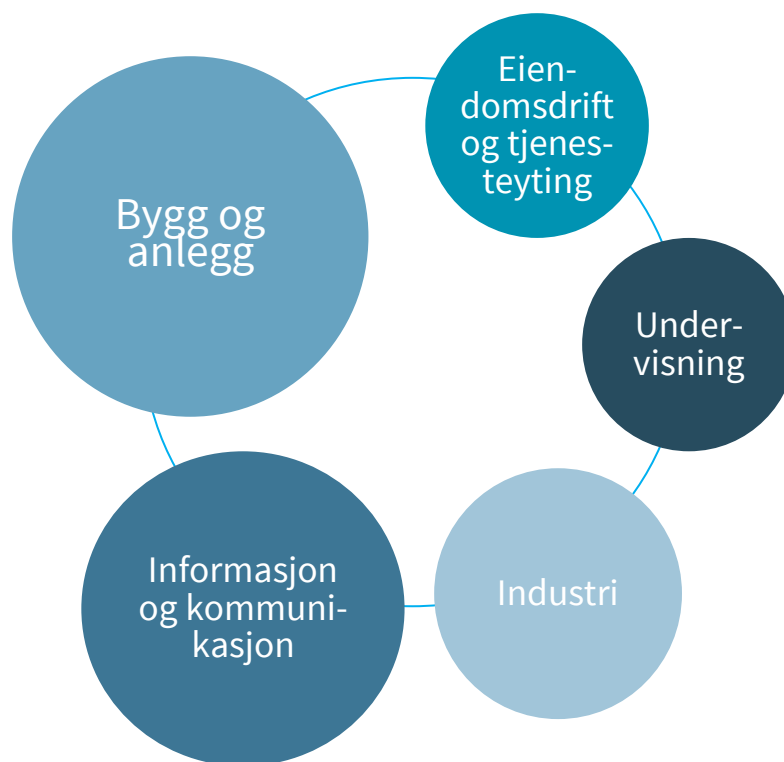 Eien-
domsdrift
og tjenes-
teyting
Bygg og
anlegg
Under-
visning
Informasjon
og kommuni-
kasjon
Industri